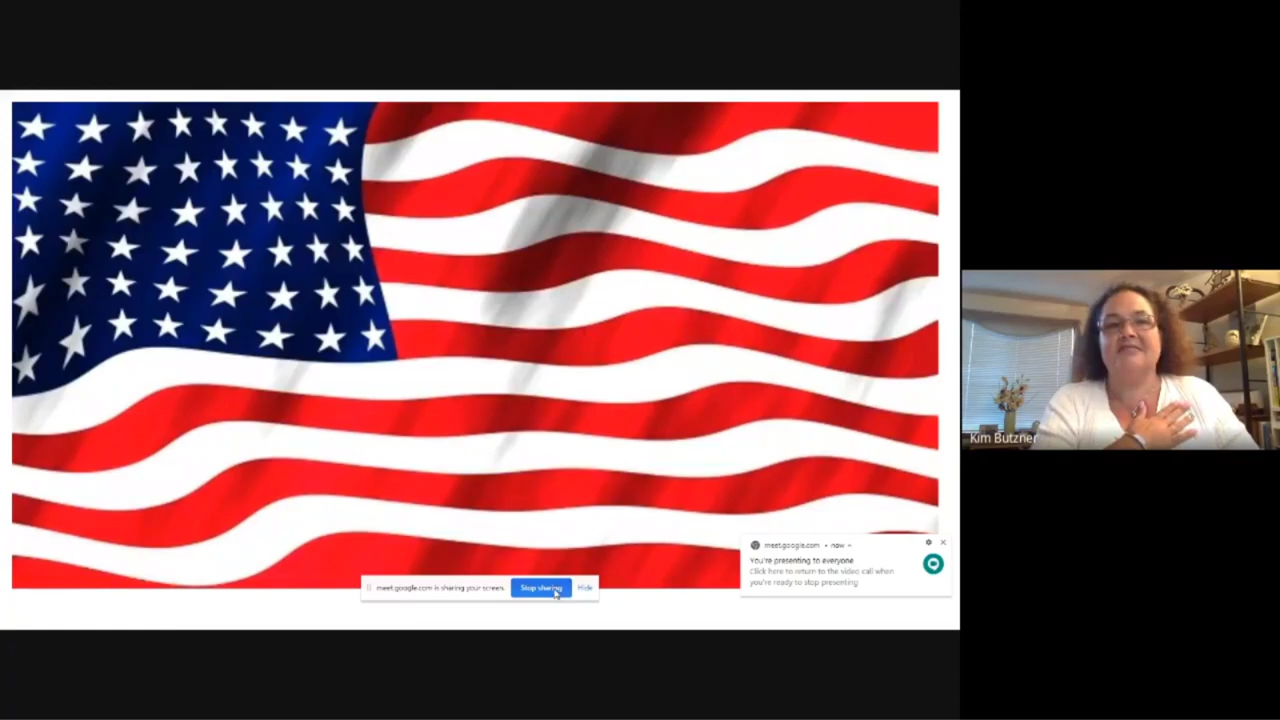 Kim Butzner
meet.google.com • now
You're presenting to everyone
Click here to return to the video call when
you're ready to stop presenting
meet.google.com is sharing your screen.
Stop sharing
Hide